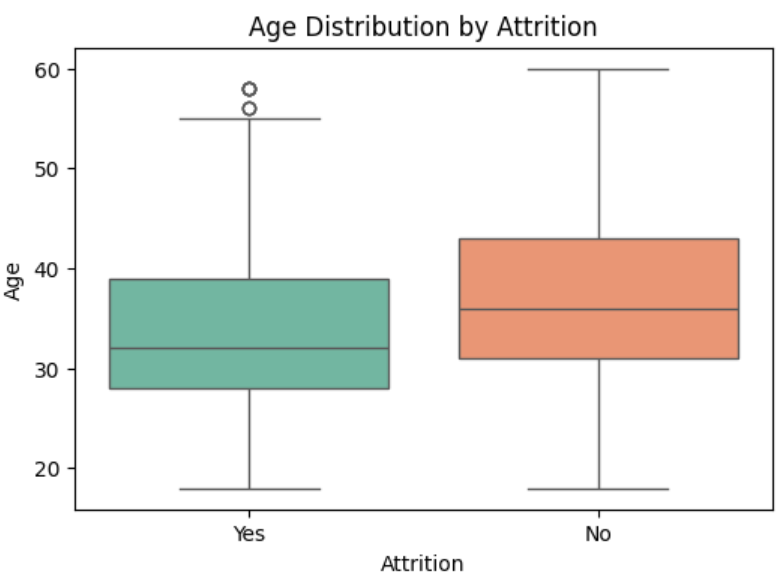 Age Distribution by Attrition
60
50
40
30
20
Age
Yes No
Attrition